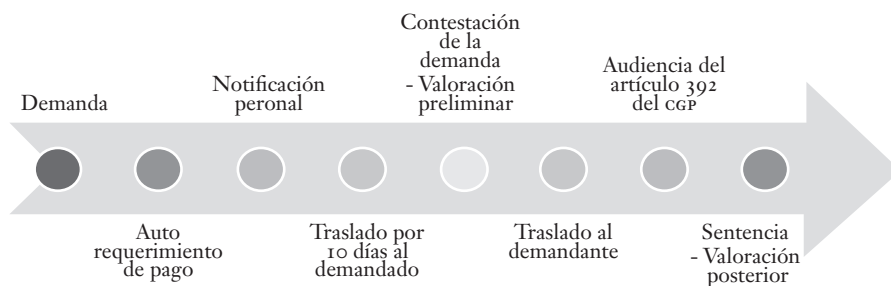 Demanda
Auto
requerimiento
de pago
Notificación
peronal
Traslado por
10 días al
demandado
Contestación
de la
demanda
- Valoración
preliminar
Traslado al
demandante
Audiencia del
artículo 392
del CGP
Sentencia
- Valoración
posterior